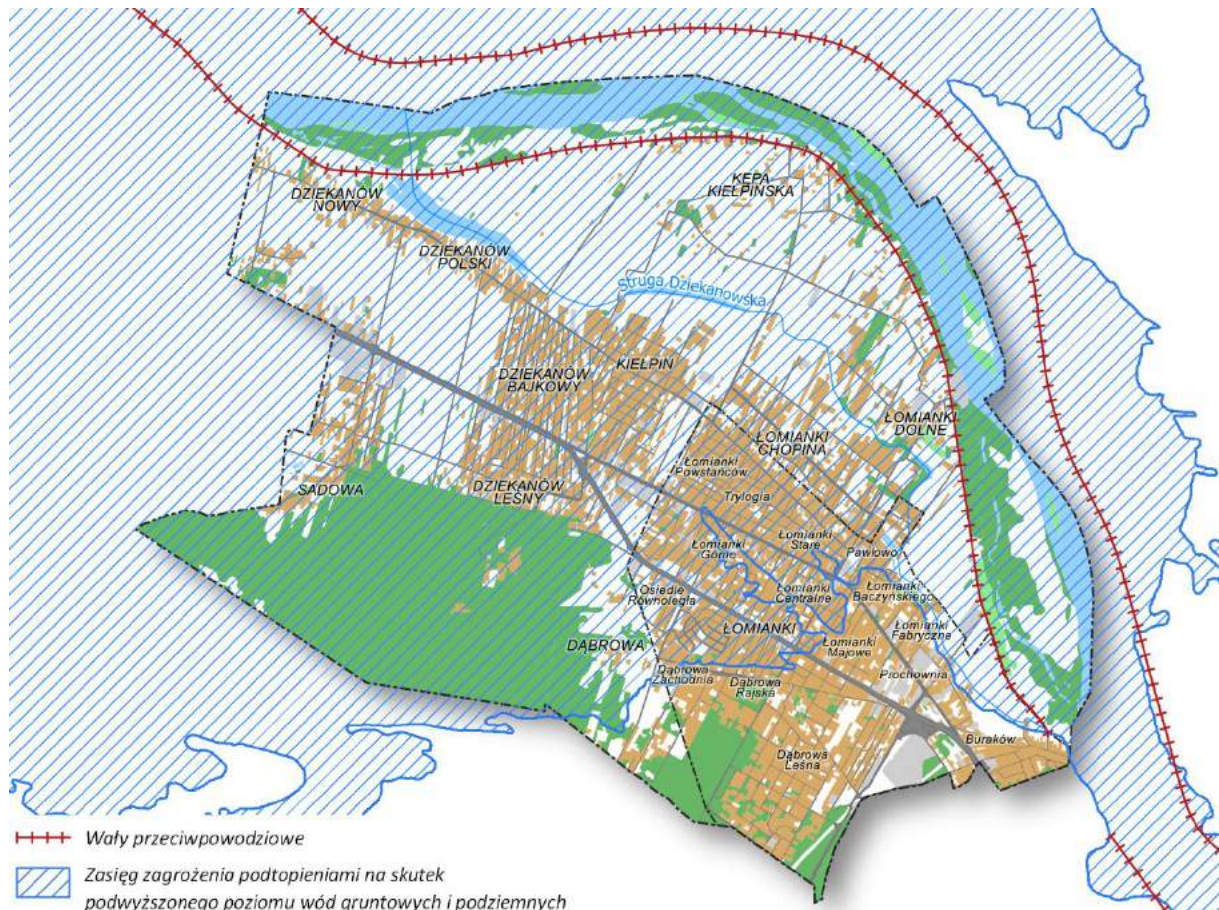 KĘPA
KIEŁPIŃSKA
DZIEKANÓW
NOWY
DZIEKANÓW
POLSKI
Struga Dziekanowska
KIEŁPIN
DZIEKANÓW
BAJKOWY
ŁOMIANKI
DOLNE
ŁOMIANKI
CHOPINA
Łomianki
Powstańców
SADOWA
DZIEKANÓW
LEŚNY
Trylogia
Łomianki
Górne
Łomianki
Stare
Pawłowo
Osiedle
Równoległa
Łomianki
Centralne
Łomianki
Baczyńskiego
ŁOMIANKI
Łomianki
Fabryczne
DĄBROWA
Łomianki
Majowe
Dąbrowa
Zachodnia
Dąbrowa
Rajska
Prochownia
Buraków
Dąbrowa
Leśna
Wały przeciwpowodziowe
Zasięg zagrożenia podtopieniami na skutek
podwyższonego poziomu wód gruntowych i podziemnych